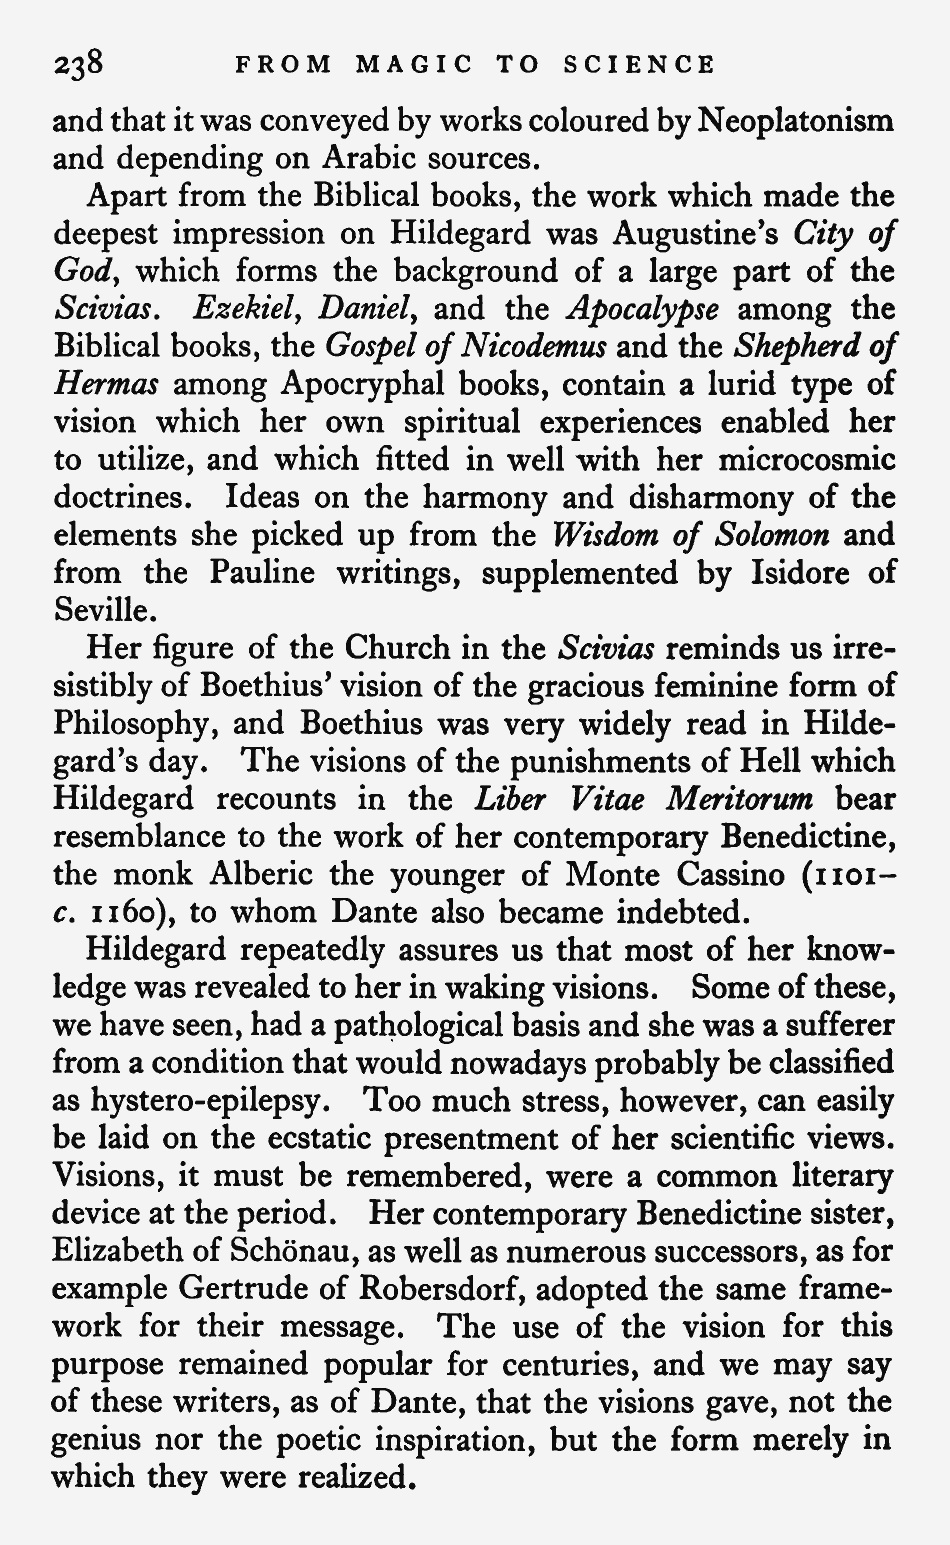 238 FROM MAGIC TO SCIENCE
and that it was conveyed by works coloured by Neoplatonism
and depending on Arabic sources.
Apart from the Biblical books, the work which made the
deepest impression on Hildegard was Augustine's City of
God, which forms the background of a large part of the
Scivias. Ezekiel, Daniel, and the Apocalypse among the
Biblical books, the Gospel of Nicodemus and the Shepherd of
Hermas among Apocryphal books, contain a lurid type of
vision which her own spiritual experiences enabled her
to utilize, and which fitted in well with her microcosmic
doctrines. Ideas on the harmony and disharmony of the
elements she picked up from the Wisdom of Solomon and
from the Pauline writings, supplemented by Isidore of
Seville.
Her figure of the Church in the Scivias reminds us irre-
sistibly of Boethius' vision of the gracious feminine form of
Philosophy, and Boethius was very widely read in Hilde-
gard's day. The visions of the punishments of Hell which
Hildegard recounts in the Liber Vitae Meritorum bear
resemblance to the work of her contemporary Benedictine,
the monk Alberic the younger of Monte Cassino (1101–
c. 1160), to whom Dante also became indebted.
Hildegard repeatedly assures us that most of her know-
ledge was revealed to her in waking visions. Some of these,
we have seen, had a pathological basis and she was a sufferer
from a condition that would nowadays probably be classified
as hystero-epilepsy. Too much stress, however, can easily
be laid on the ecstatic presentment of her scientific views.
Visions, it must be remembered, were a common literary
device at the period. Her contemporary Benedictine sister,
Elizabeth of Schönau, as well as numerous successors, as for
example Gertrude of Robersdorf, adopted the same frame-
work for their message. The use of the vision for this
purpose remained popular for centuries, and we may say
of these writers, as of Dante, that the visions gave, not the
genius nor the poetic inspiration, but the form merely in
which they were realized.